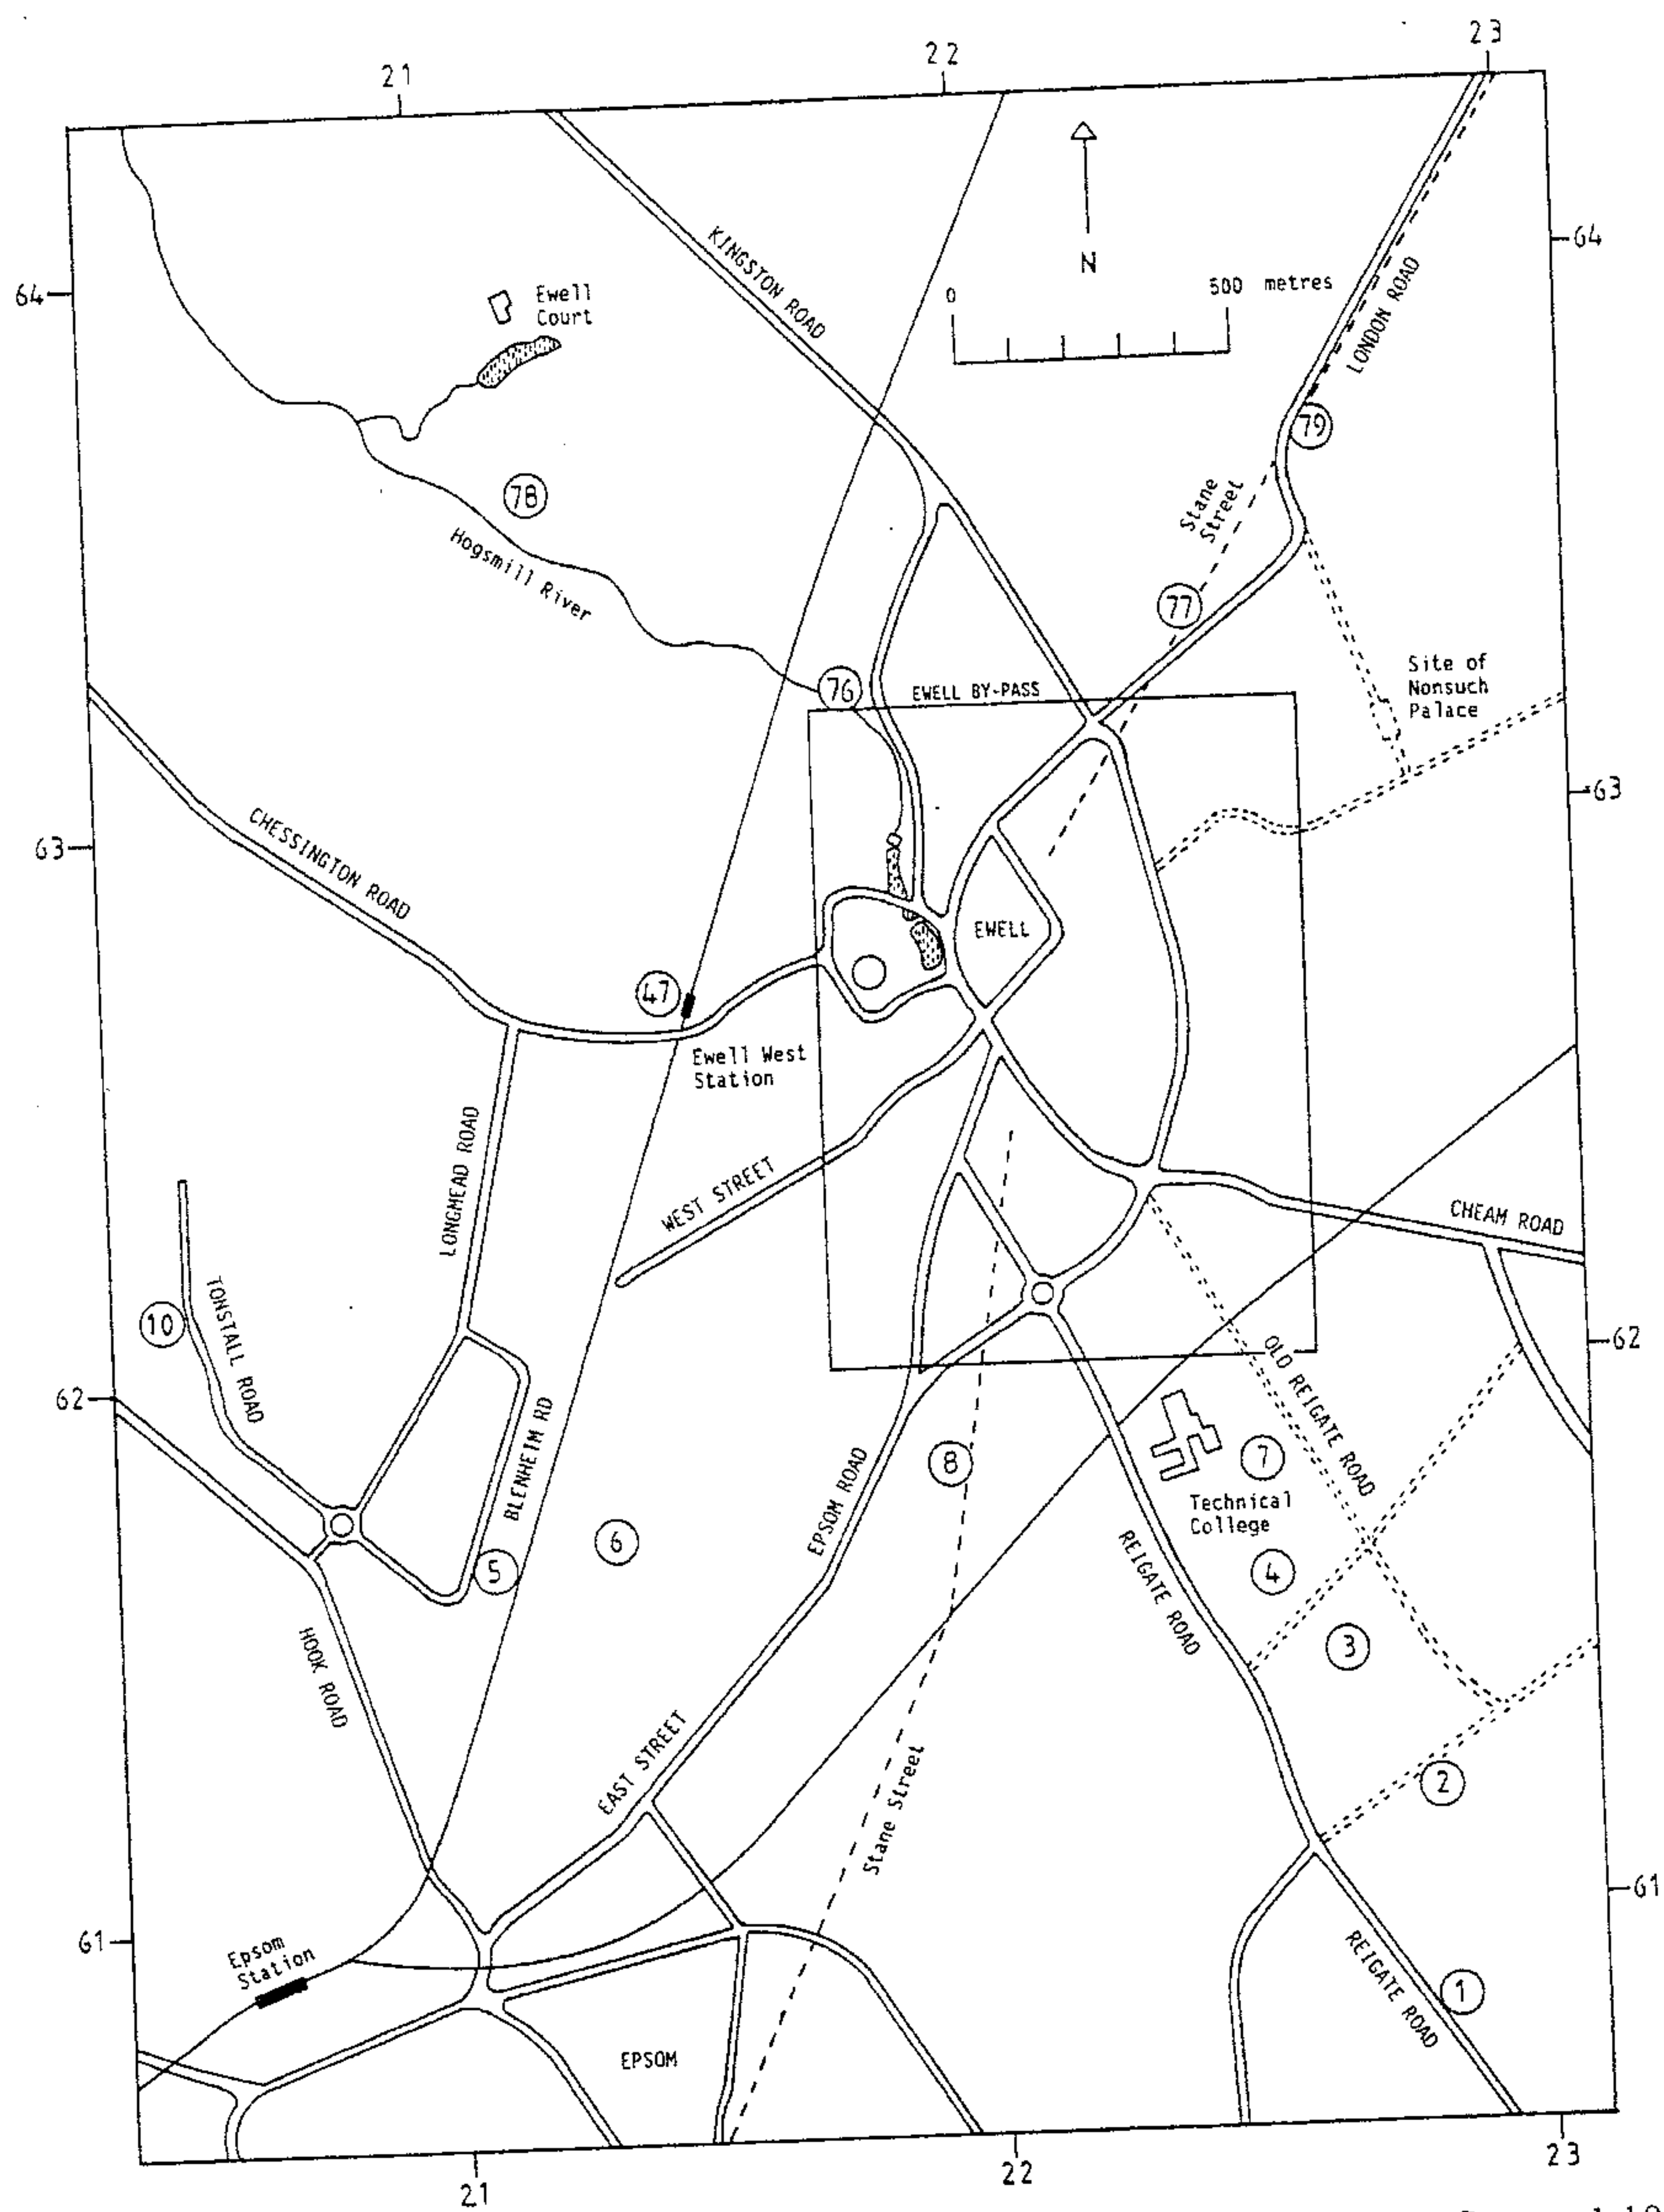 21
22
23
64
64
Ewell
Court
KINGSTON ROAD
N
0
500 metres
LONDON ROAD
79
78
Stane
Street
Hogsmill River
77
76
EWELL BY-PASS
Site of
Nonsuch
Palace
63
63
CHESSINGTON ROAD
EWELL
47
Ewell West
Station
LONGMEAD ROAD
WEST STREET
CHEAM ROAD
10
TONSTALL ROAD
62
62
OLD REIGATE ROAD
BLENHEIM RD
EPSOM ROAD
8
7
Technical
College
5
6
4
REIGATE ROAD
3
HOOK ROAD
EAST STREET
Stane Street
2
61
61
Epsom
Station
1
REIGATE ROAD
EPSOM
21
22
23